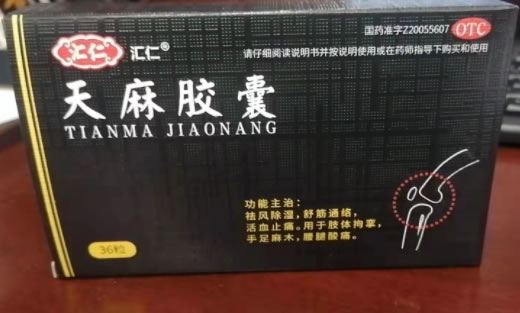 国药准字Z20055607 OTC
汇仁 汇仁®
请仔细阅读说明书并按说明使用或在药师指导下购买和使用
天麻胶囊
TIANMA JIAONANG
功能主治:
祛风除湿,舒筋通络,
活血止痛。用于肢体拘挛,
手足麻木,腰腿酸痛。
36粒